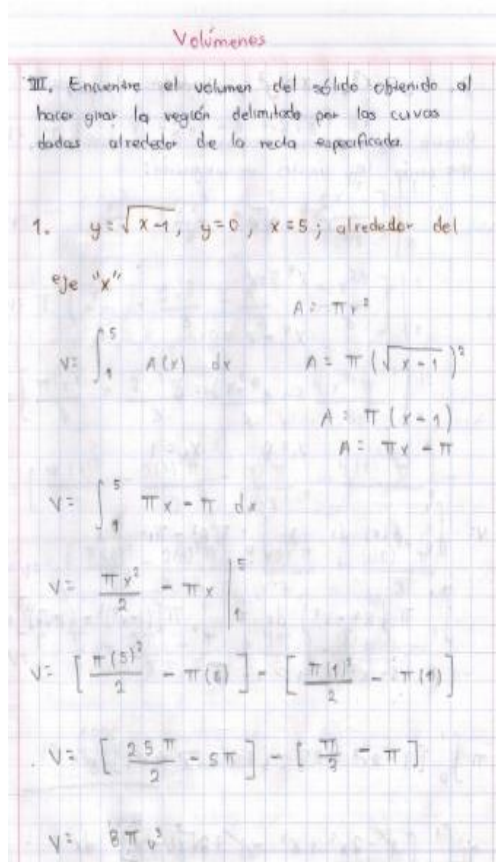 Volúmenes
III. Encuentre el volumen del sólido obtenido al
hacer girar la región delimitada por las curvas
dadas alrededor de la recta especificada.
1. y = √(x-1), y=0, x=5; alrededor del
eje "x"
A = πr²
V = ∫₁⁵ A(x) dx
A = π(√(x-1))²
A = π(x-1)
A = πx - π
V = ∫₁⁵ πx - π dx
V = πx²/2 - πx |₁⁵
V = [π(5)²/2 - π(5)] - [π(1)²/2 - π(1)]
V = [25π/2 - 5π] - [π/2 - π]
V = 8π u³